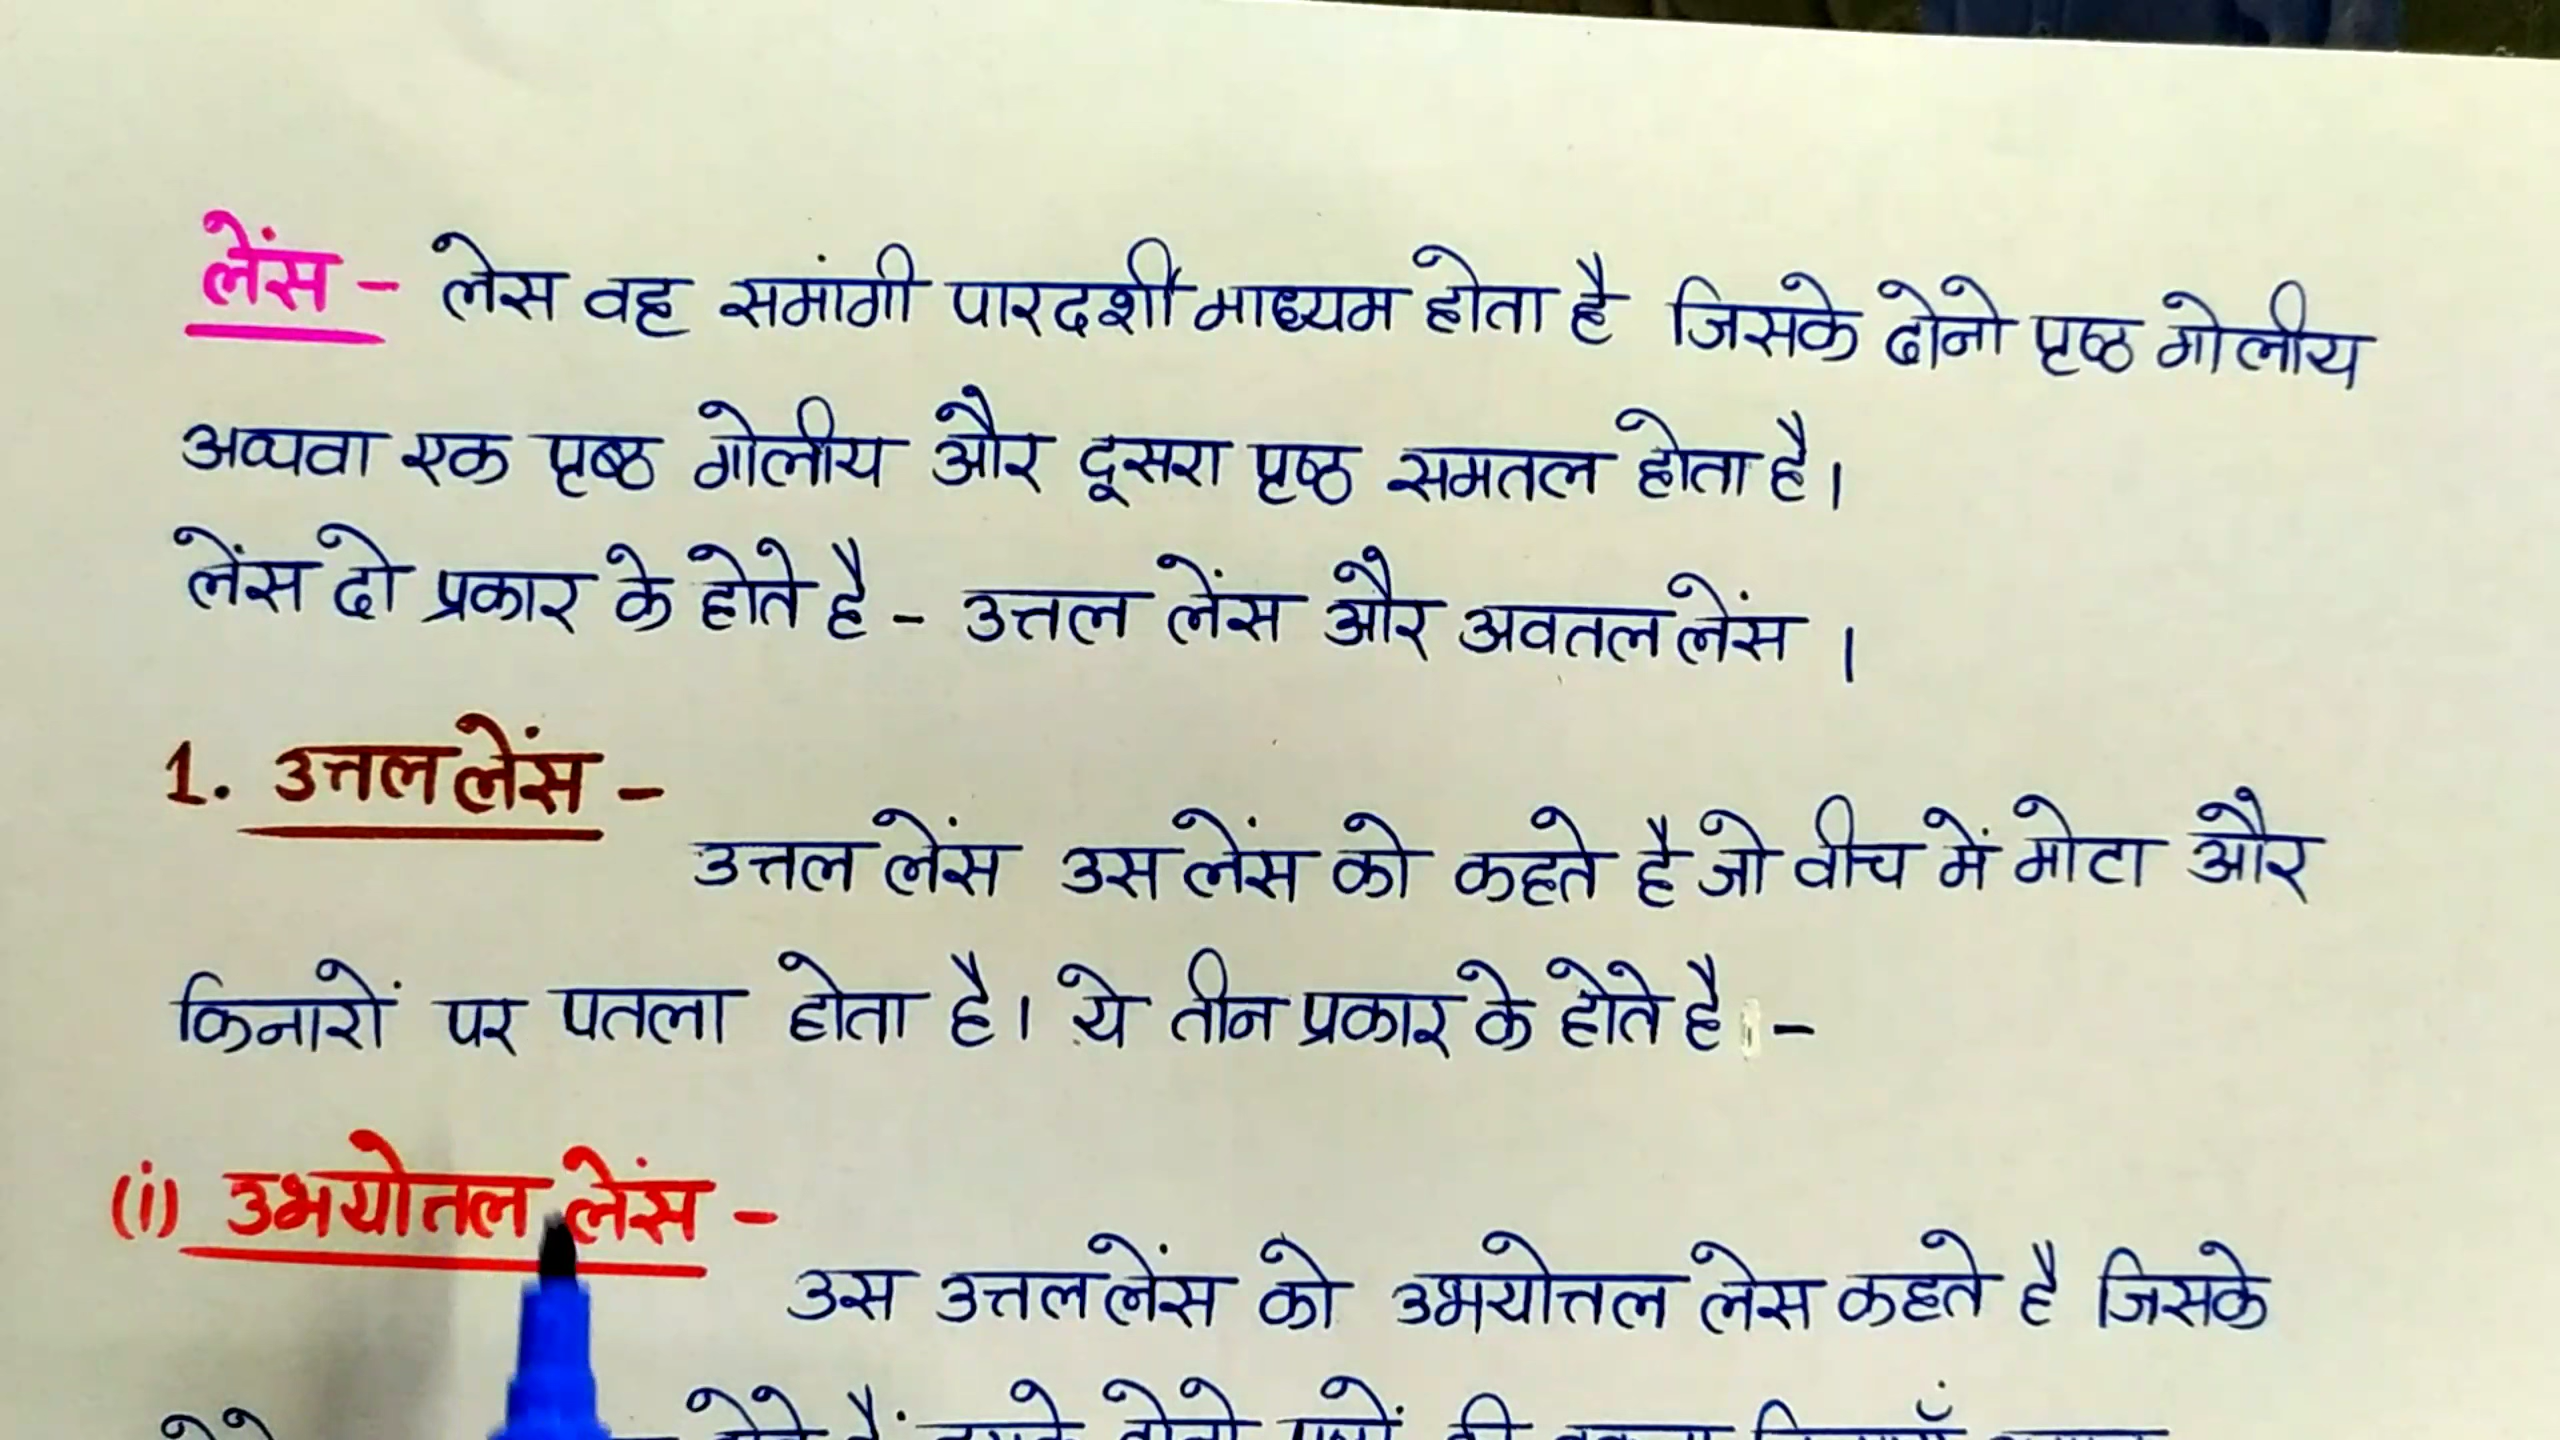 लेंस - लेस वह समांगी पारदर्शी माध्यम होता है जिसके दोनो पृष्ठ गोलीय
अथवा एक पृष्ठ गोलीय और दूसरा पृष्ठ समतल होता है।
लेंस दो प्रकार के होते है - उत्तल लेंस और अवतल लेंस ।
1. उत्तल लेंस -
उत्तल लेंस उस लेंस को कहते है जो वीच में मोटा और
किनारों पर पतला होता है। ये तीन प्रकार के होते है -
(i) उभयोत्तल लेंस -
उस उत्तल लेंस को उभयोत्तल लेस कहते है जिसके